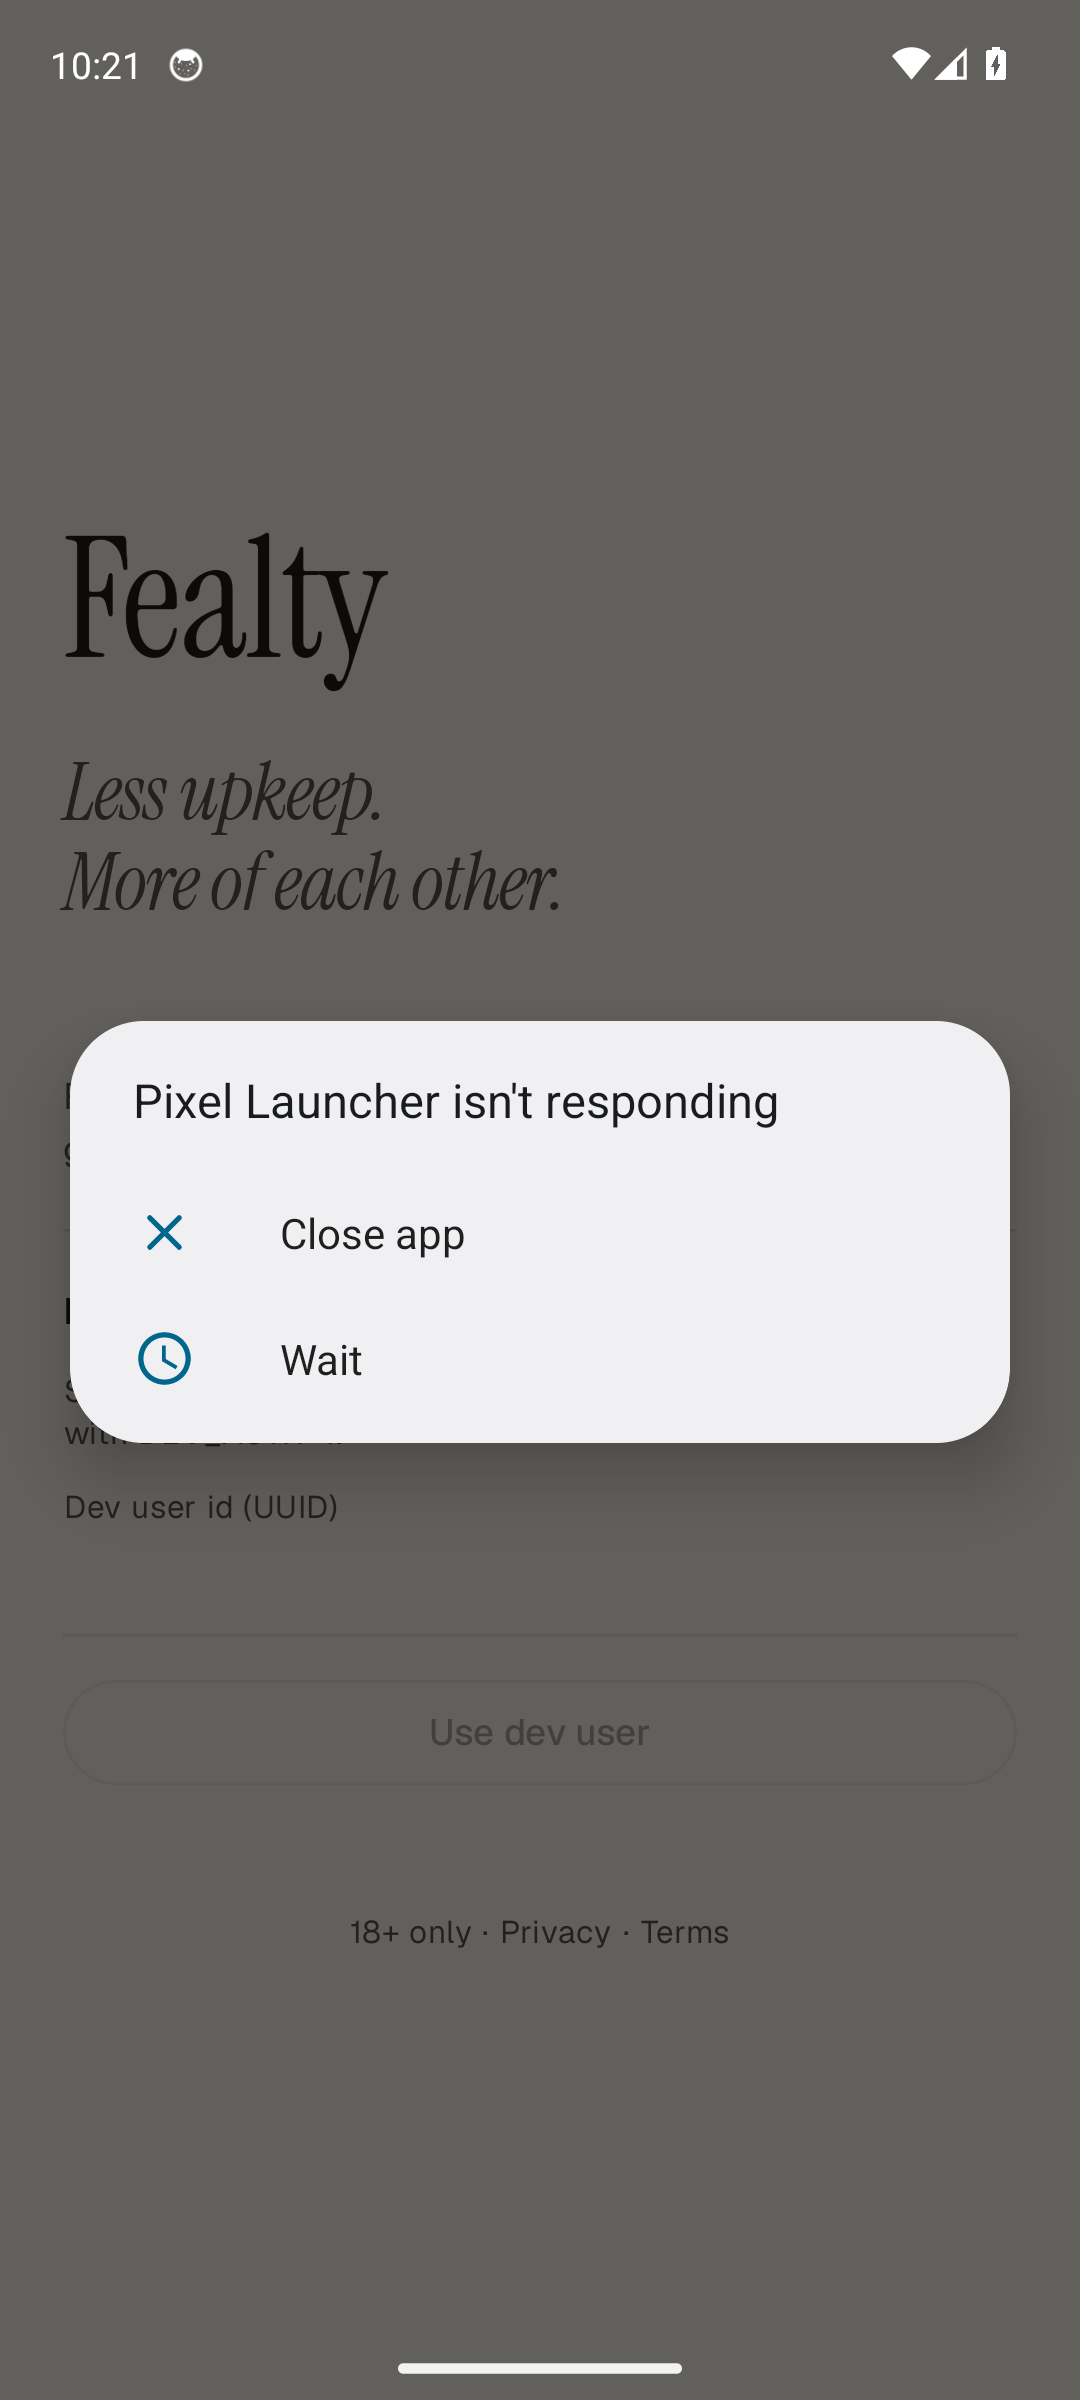 10:21
Fealty
Less upkeep.
More of each other.
Pixel Launcher isn't responding
Close app
Wait
Dev user id (UUID)
Use dev user
18+ only · Privacy · Terms